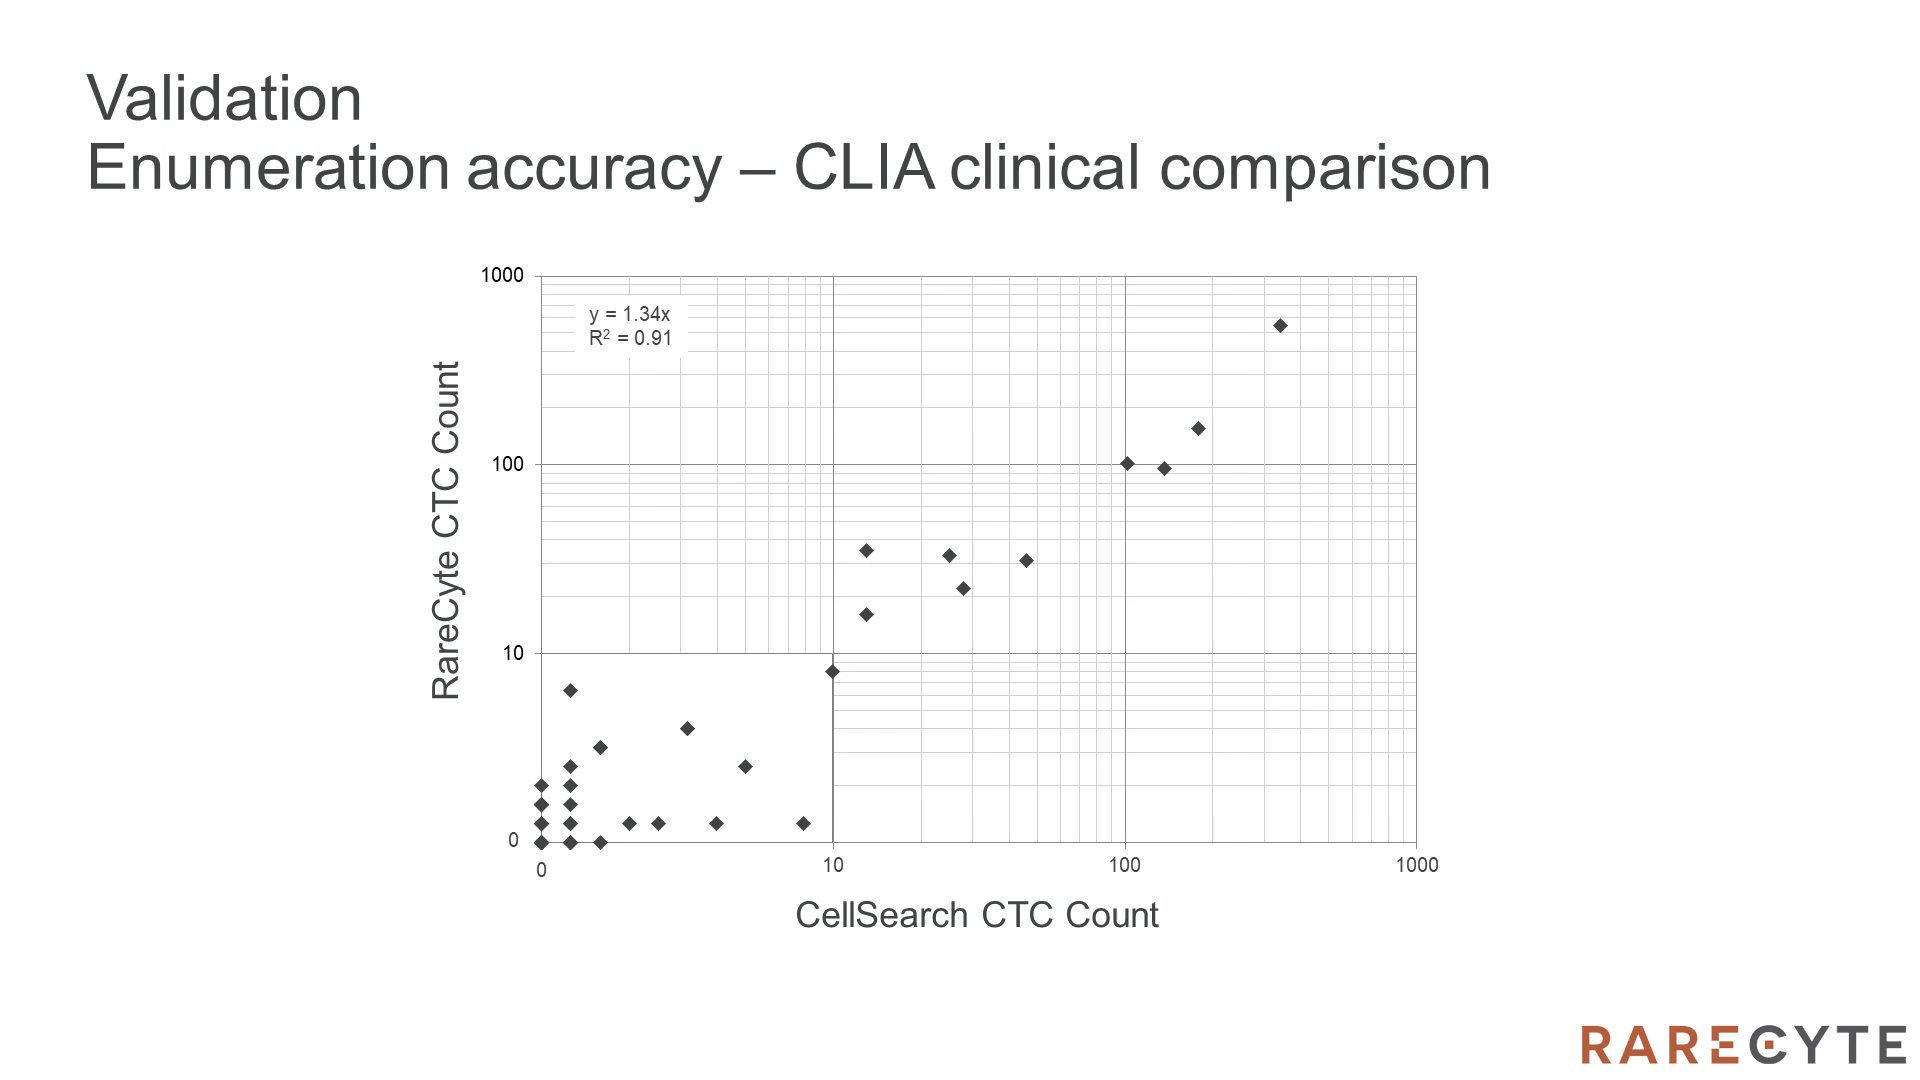 Validation
Enumeration accuracy – CLIA clinical comparison
1000
y = 1.34x
R² = 0.91
RareCyte CTC Count
100
10
0
0
10
100
1000
CellSearch CTC Count
RARECYTE